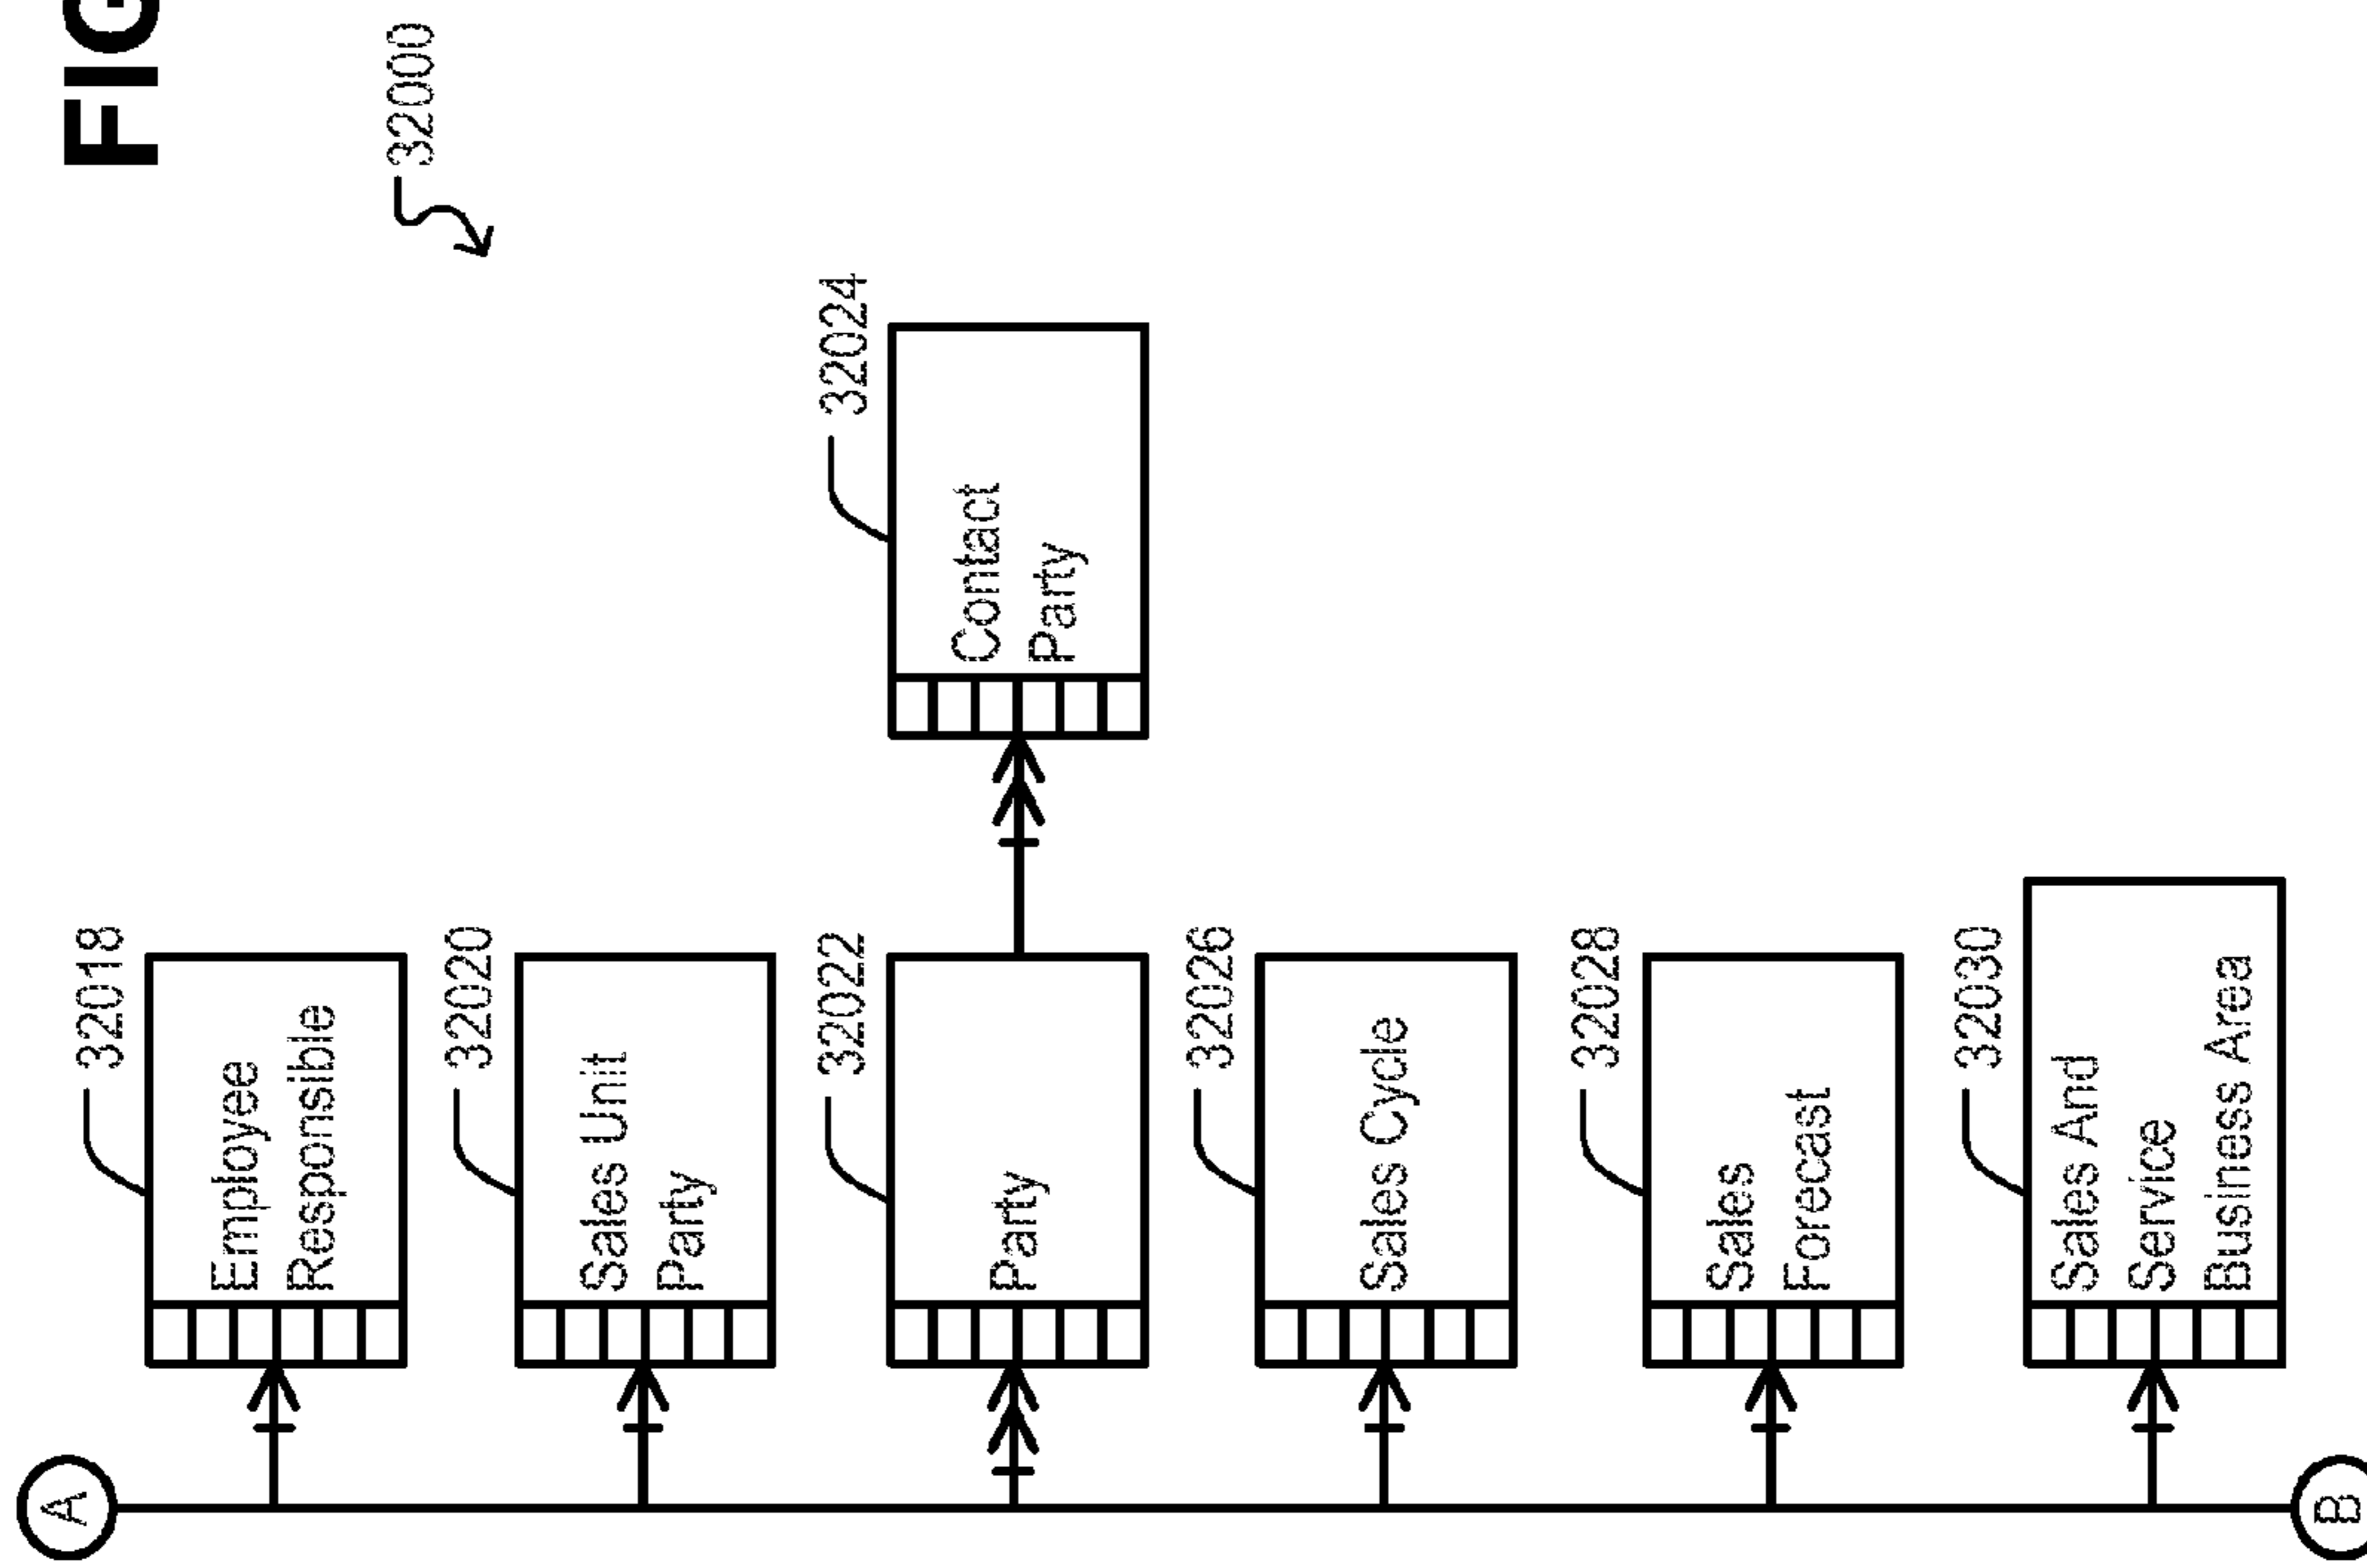 FIG
32000
A
32018
Employee
Responsible
32020
Sales Unit
Party
32022
Party
32024
Contact
Party
32026
Sales Cycle
32028
Sales
Forecast
32030
Sales And
Service
Business Area
B